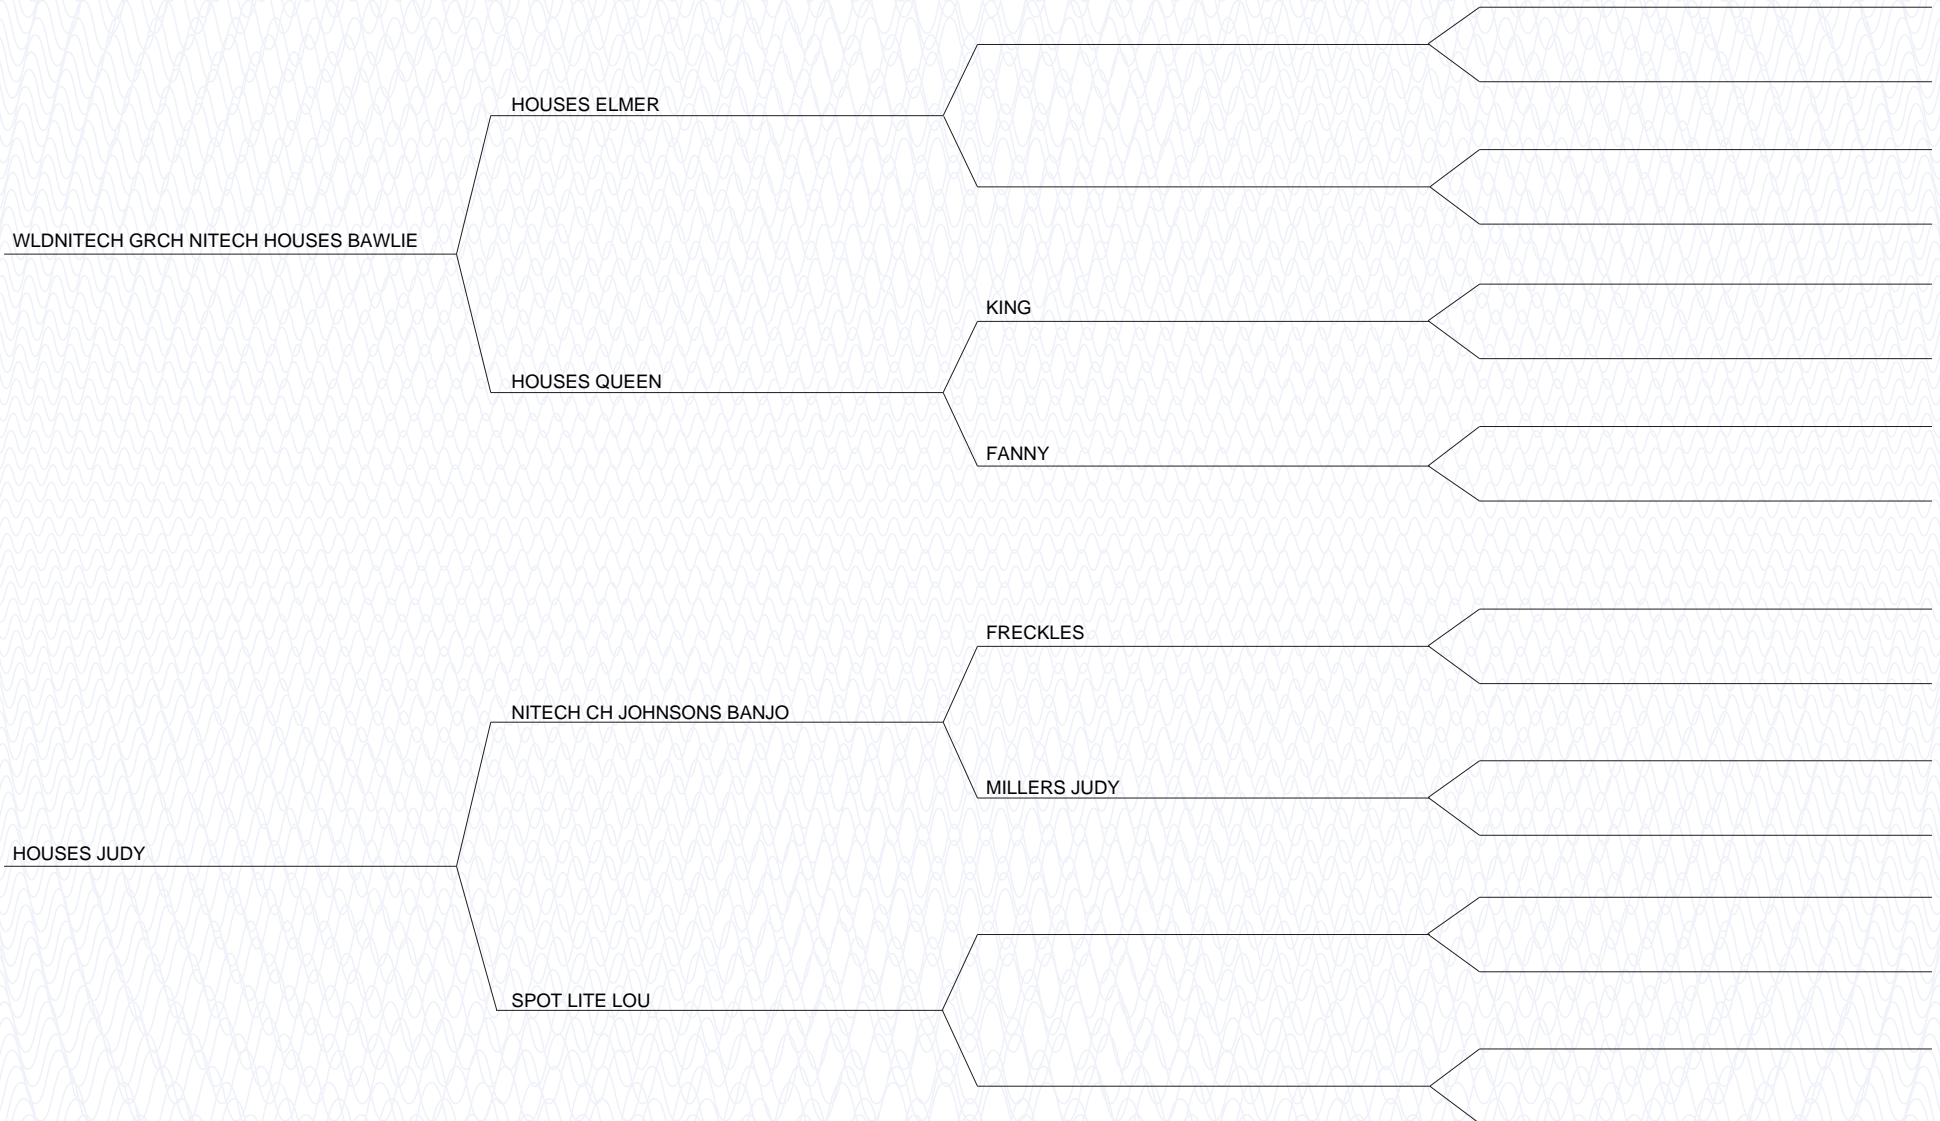 HOUSES ELMER
WLDNITECH GRCH NITECH HOUSES BAWLIE
KING
HOUSES QUEEN
FANNY
FRECKLES
NITECH CH JOHNSONS BANJO
MILLERS JUDY
HOUSES JUDY
SPOT LITE LOU